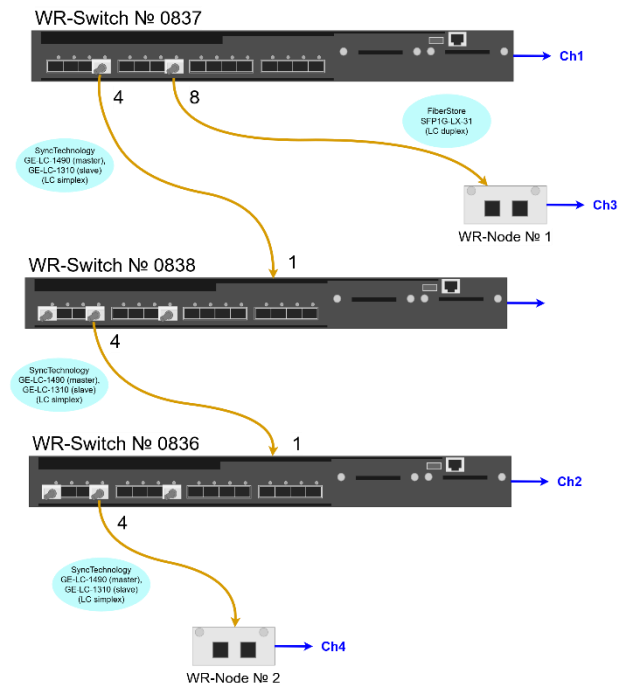 WR-Switch № 0837
Ch1
4
8
FiberStore
SFP1G-LX-31
(LC duplex)
SyncTechnology
GE-LC-1490 (master),
GE-LC-1310 (slave)
(LC simplex)
Ch3
WR-Node № 1
WR-Switch № 0838
1
4
SyncTechnology
GE-LC-1490 (master),
GE-LC-1310 (slave)
(LC simplex)
WR-Switch № 0836
1
Ch2
4
SyncTechnology
GE-LC-1490 (master),
GE-LC-1310 (slave)
(LC simplex)
Ch4
WR-Node № 2